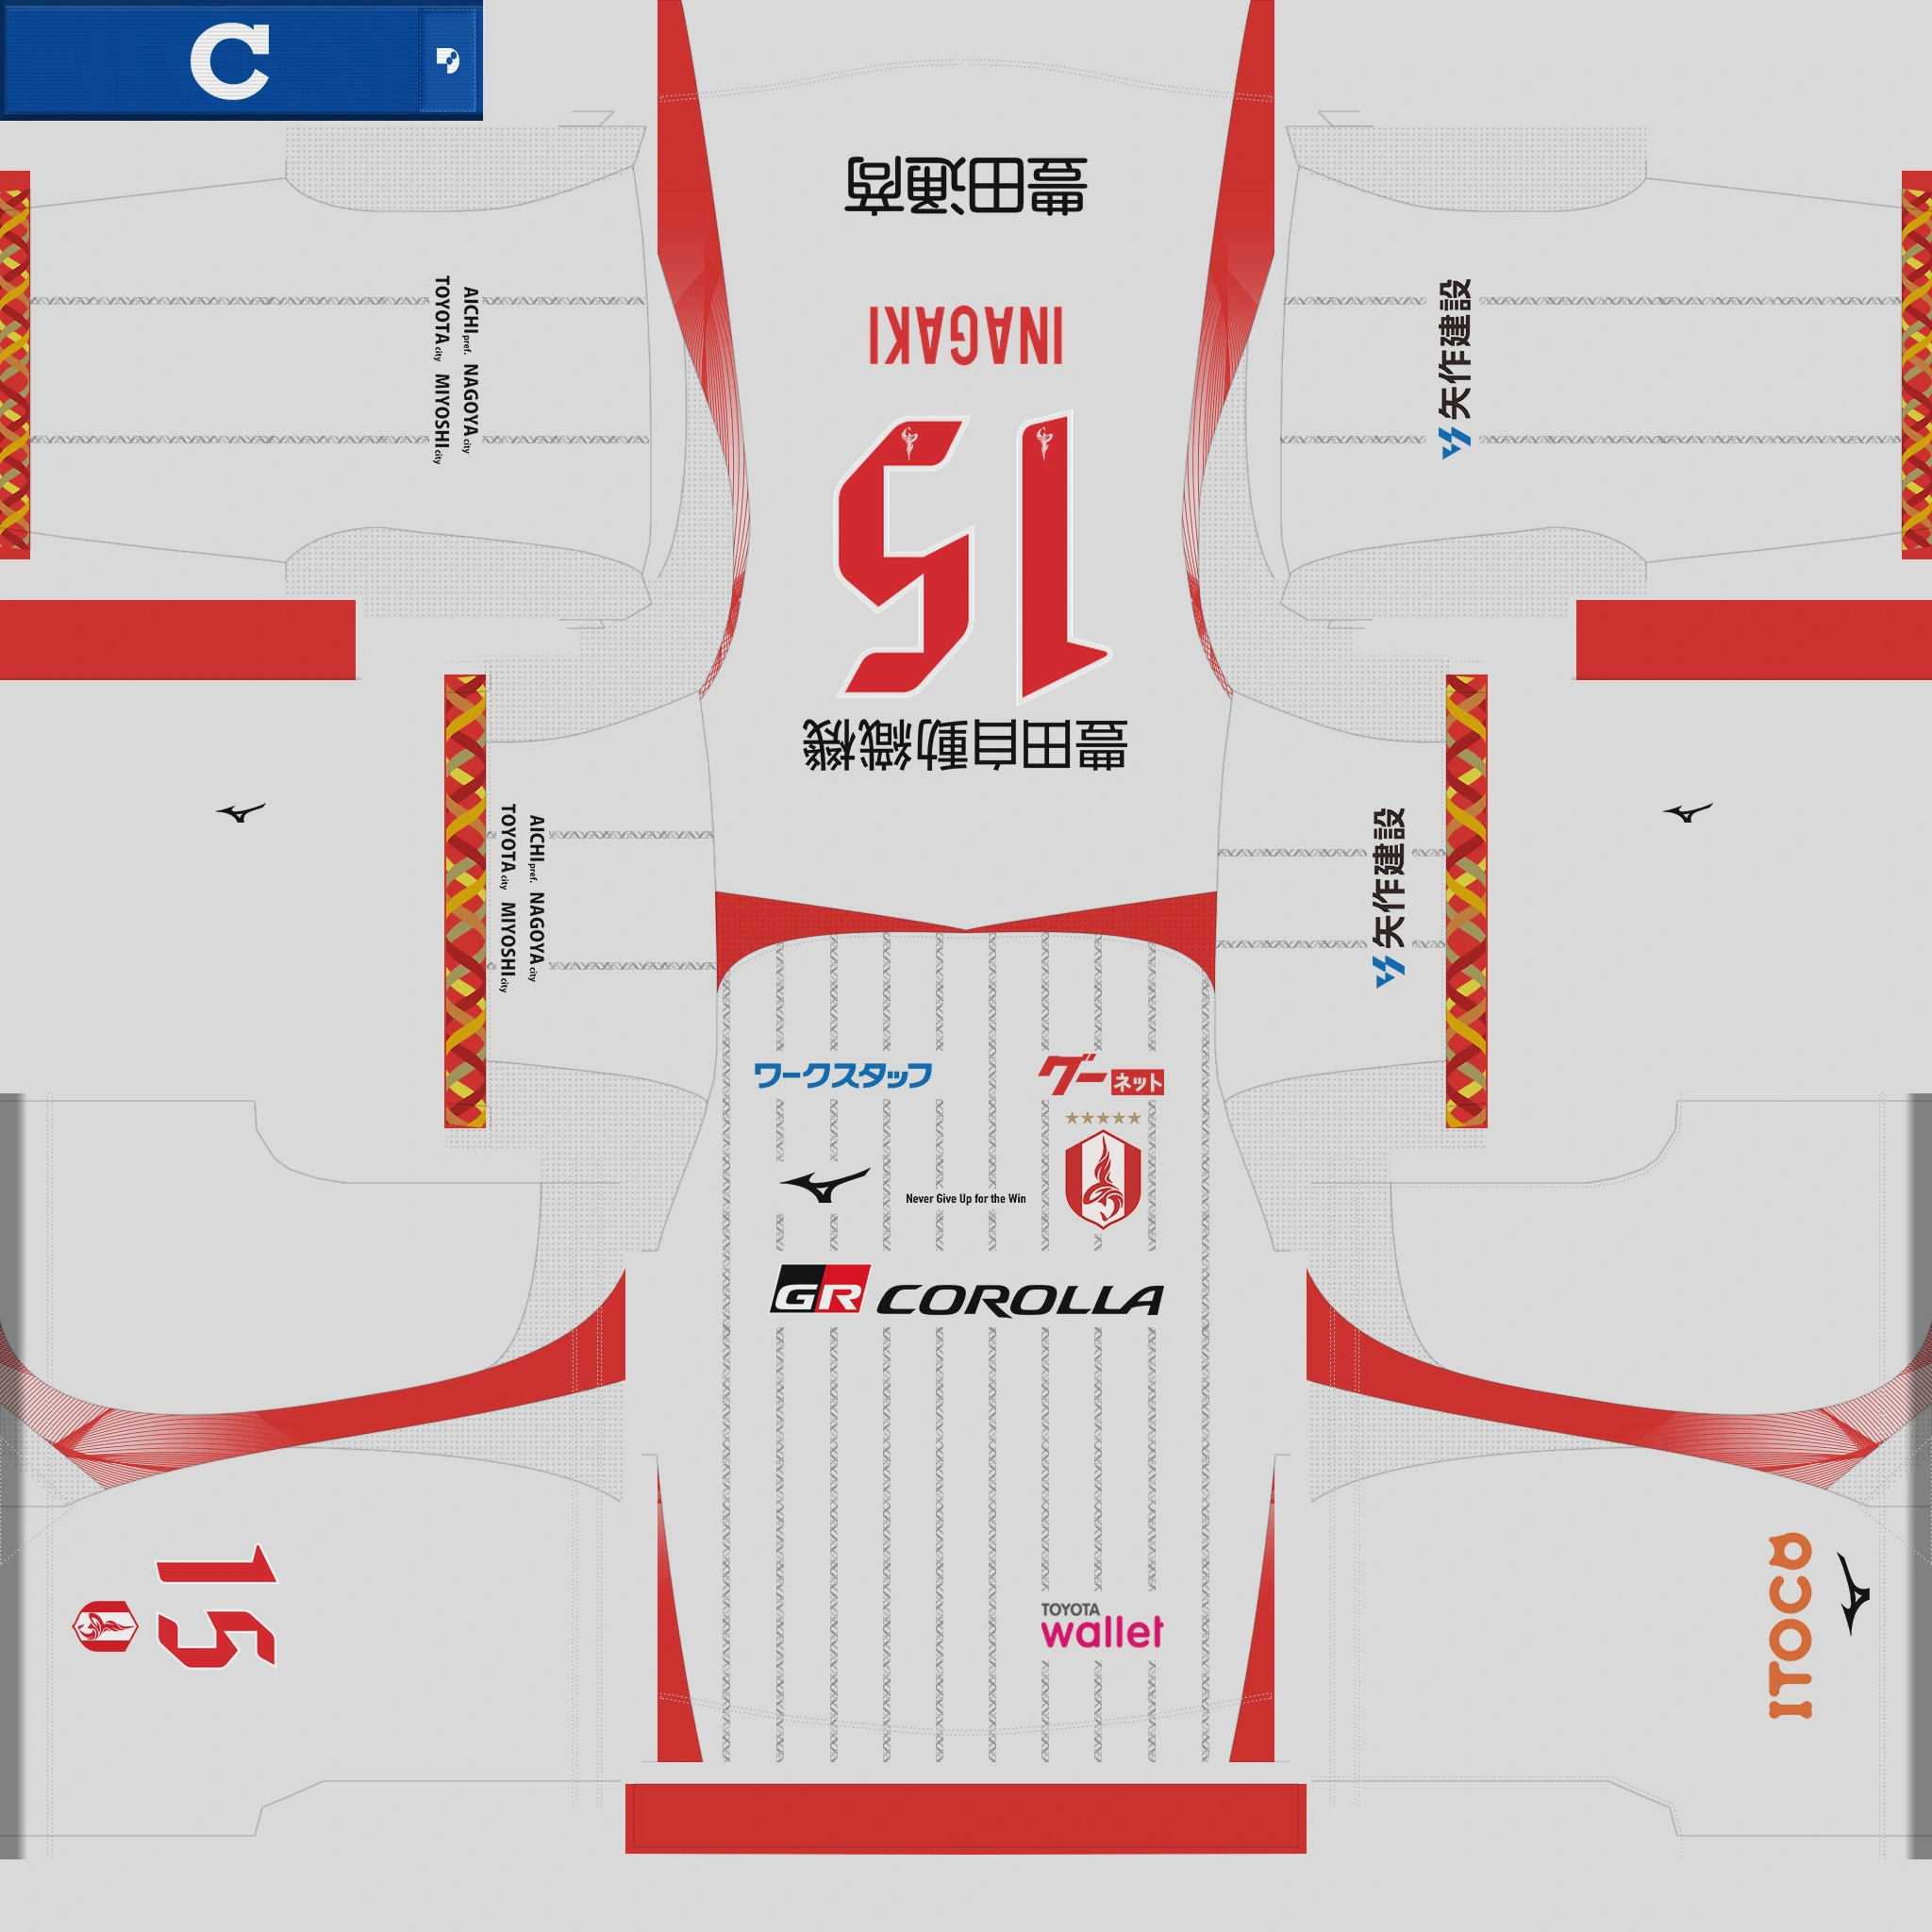 C
豊田漁網
INAGAKI
15
豊田自動織機
AICHI pref. NAGOYA city
TOYOTA city MIYOSHI city
矢作建設
AICHI pref. NAGOYA city
TOYOTA city MIYOSHI city
矢作建設
ワークスタッフ
グーネット
Never Give Up for the Win
GR COROLLA
15
ITOCO
TOYOTA
wallet